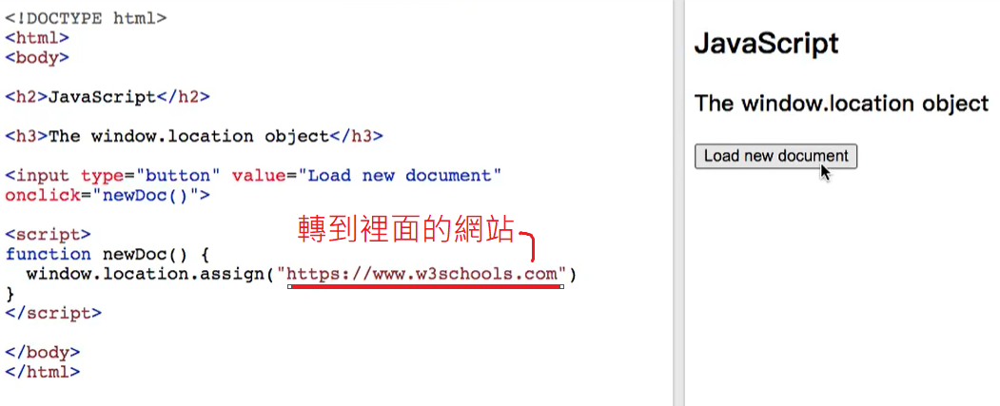 <!DOCTYPE html>
<html>
<body>
<h2>JavaScript</h2>
<h3>The window.location object</h3>
<input type="button" value="Load new document"
onclick="newDoc()">
<script>
轉到裡面的網站
function newDoc() {
window.location.assign("https://www.w3schools.com")
}
</script>
</body>
</html>
JavaScript
The window.location object
Load new document